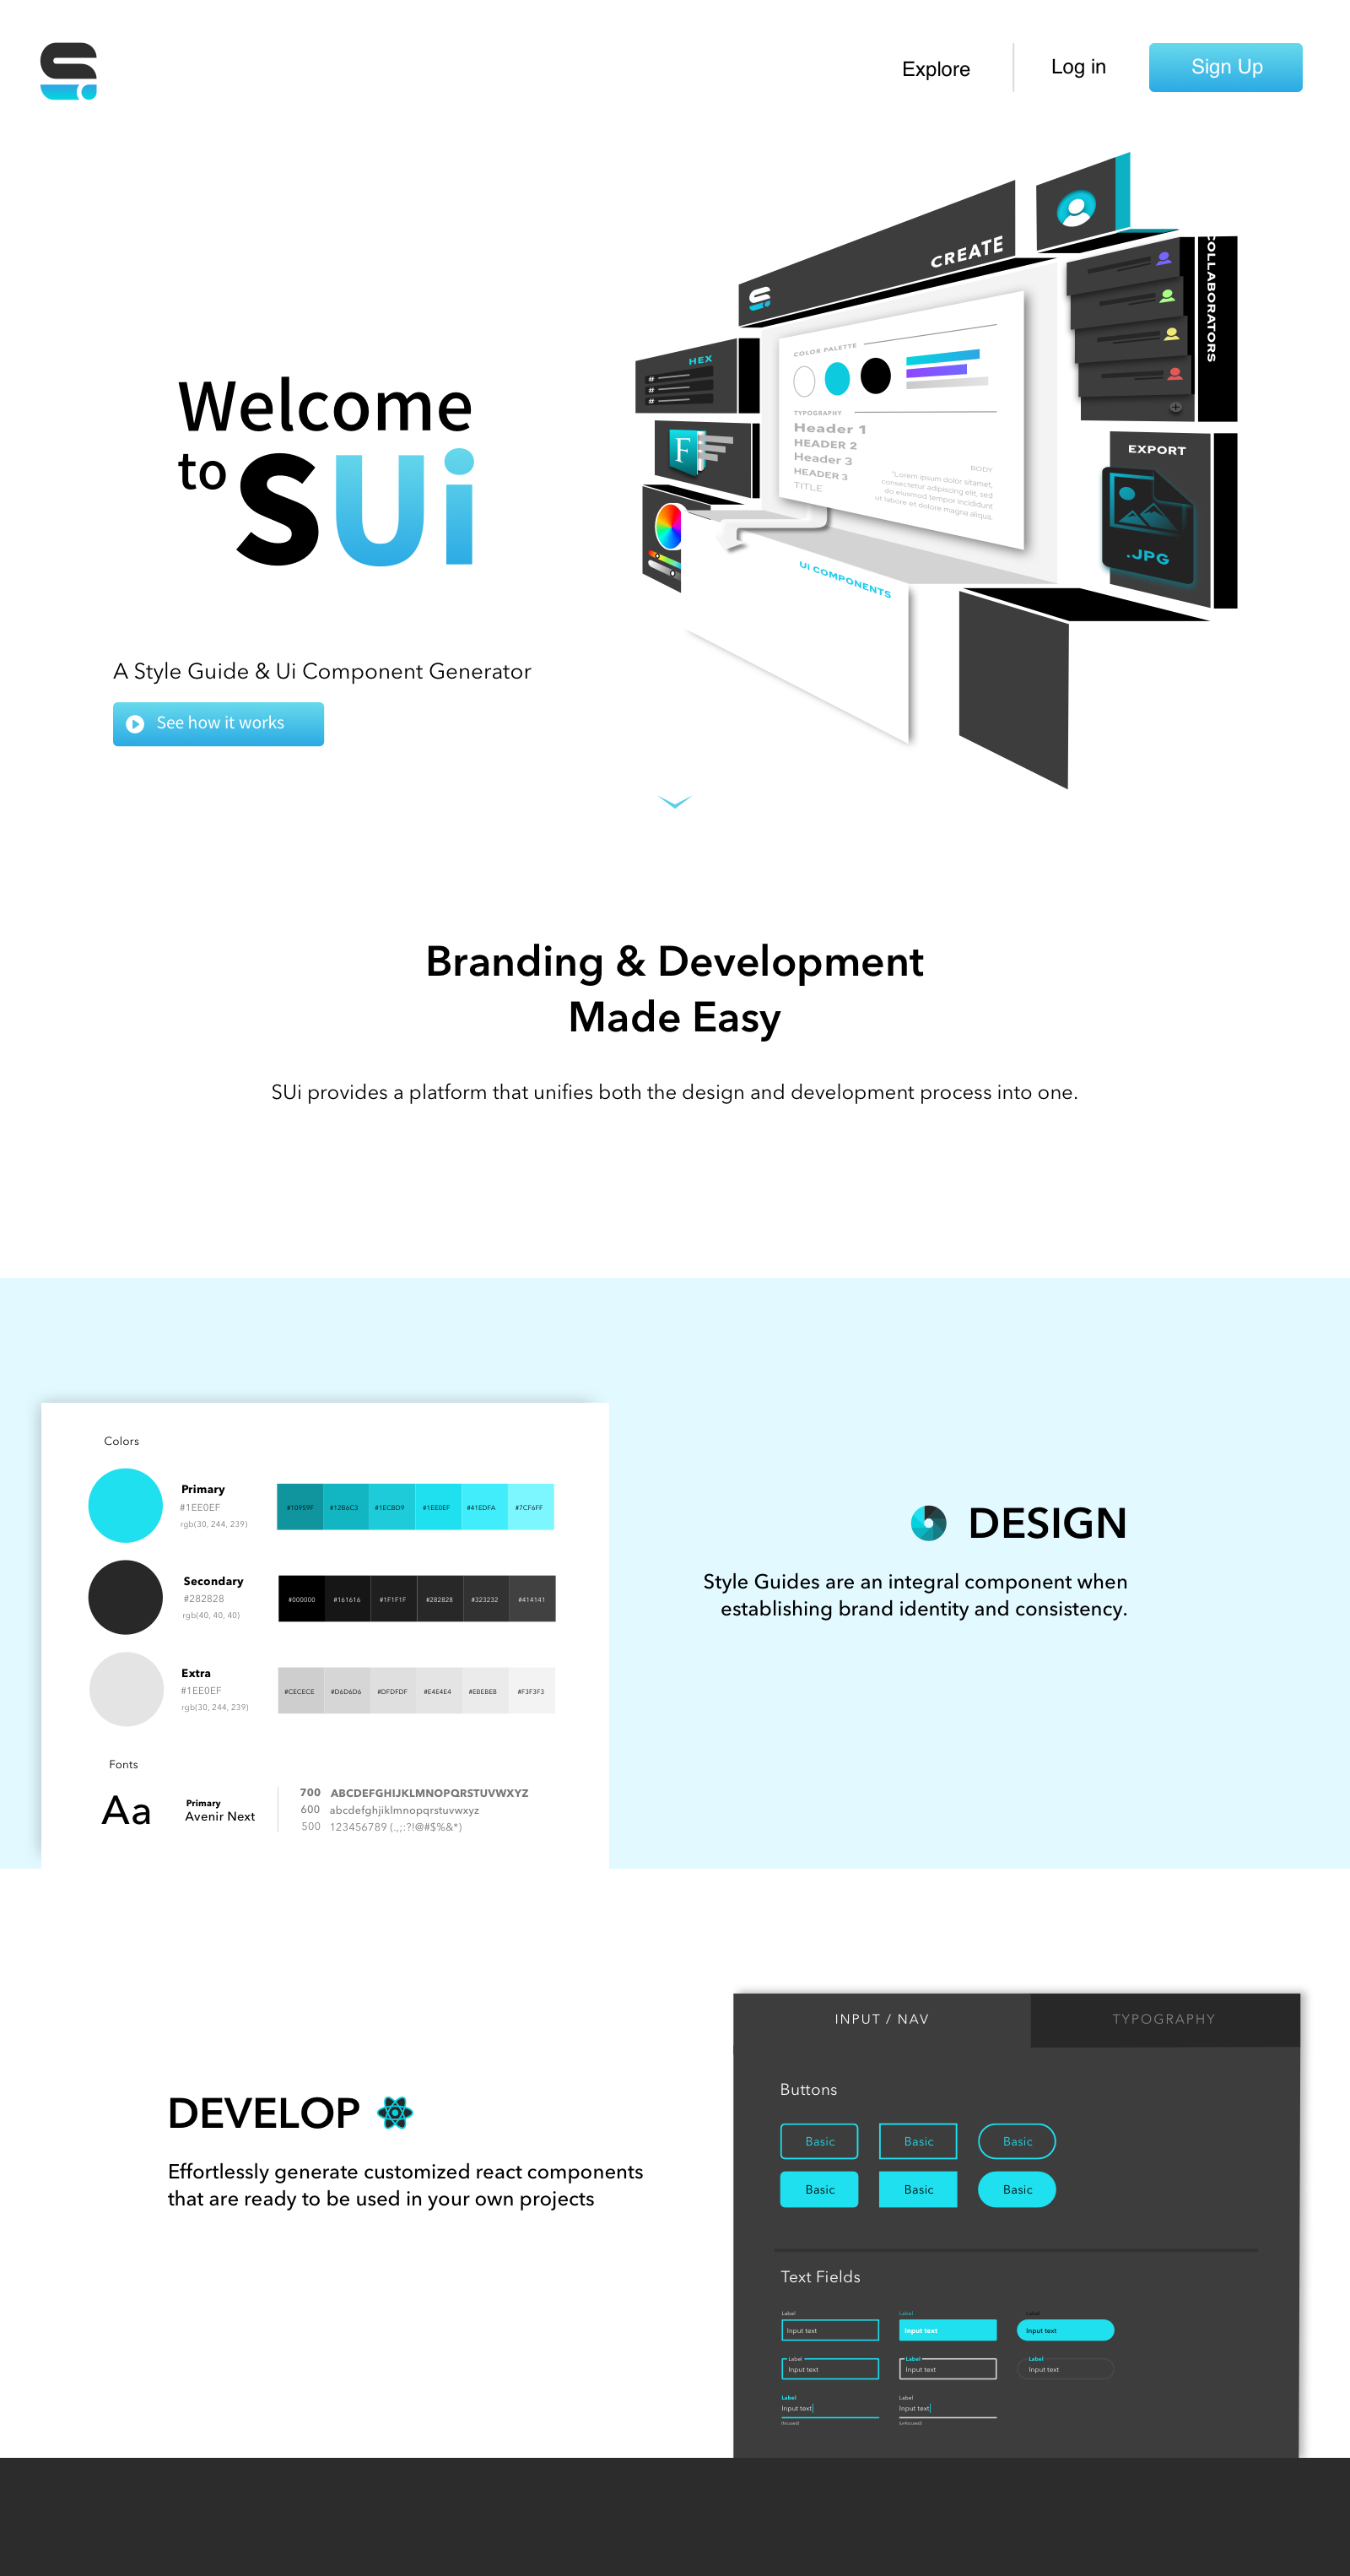 Explore
Log in
Sign Up
CREATE
COLLABORATORS
HEX
#
#
#
F
COLOR PALETTE
TYPOGRAPHY
Header 1
HEADER 2
Header 3
HEADER 3
TITLE
BODY
"Lorem ipsum dolor sitamet,
consectetur adipiscing elit, sed
do eiusmod tempor incididunt
ut labore et dolore magna aliqua.
EXPORT
.JPG
Ui COMPONENTS
Welcome
to SUi
A Style Guide & Ui Component Generator
See how it works
Branding & Development
Made Easy
SUi provides a platform that unifies both the design and development process into one.
Colors
Primary
#1EE0EF
rgb(30, 244, 239)
#10959F #12B6C3 #1ECBD9 #1EE0EF #41EDFA #7CF6FF
Secondary
#282828
rgb(40, 40, 40)
#000000 #161616 #1F1F1F #282828 #323232 #414141
Extra
#1EE0EF
rgb(30, 244, 239)
#CECECE #D6D6D6 #DFDFDF #E4E4E4 #EBEBEB #F3F3F3
Fonts
Aa
Primary
Avenir Next
700 ABCDEFGHIJKLMNOPQRSTUVWXYZ
600 abcdefghjiklmnopqrstuvwxyz
500 123456789 (.,;:?!@#$%&*)
DESIGN
Style Guides are an integral component when
establishing brand identity and consistency.
DEVELOP
Effortlessly generate customized react components
that are ready to be used in your own projects
INPUT / NAV
TYPOGRAPHY
Buttons
Basic Basic Basic
Basic Basic Basic
Text Fields
Label Label Label
Input text Input text Input text
Label Label Label
Input text Input text Input text
Label Label
Input text Input text
(focused) (unfocused)